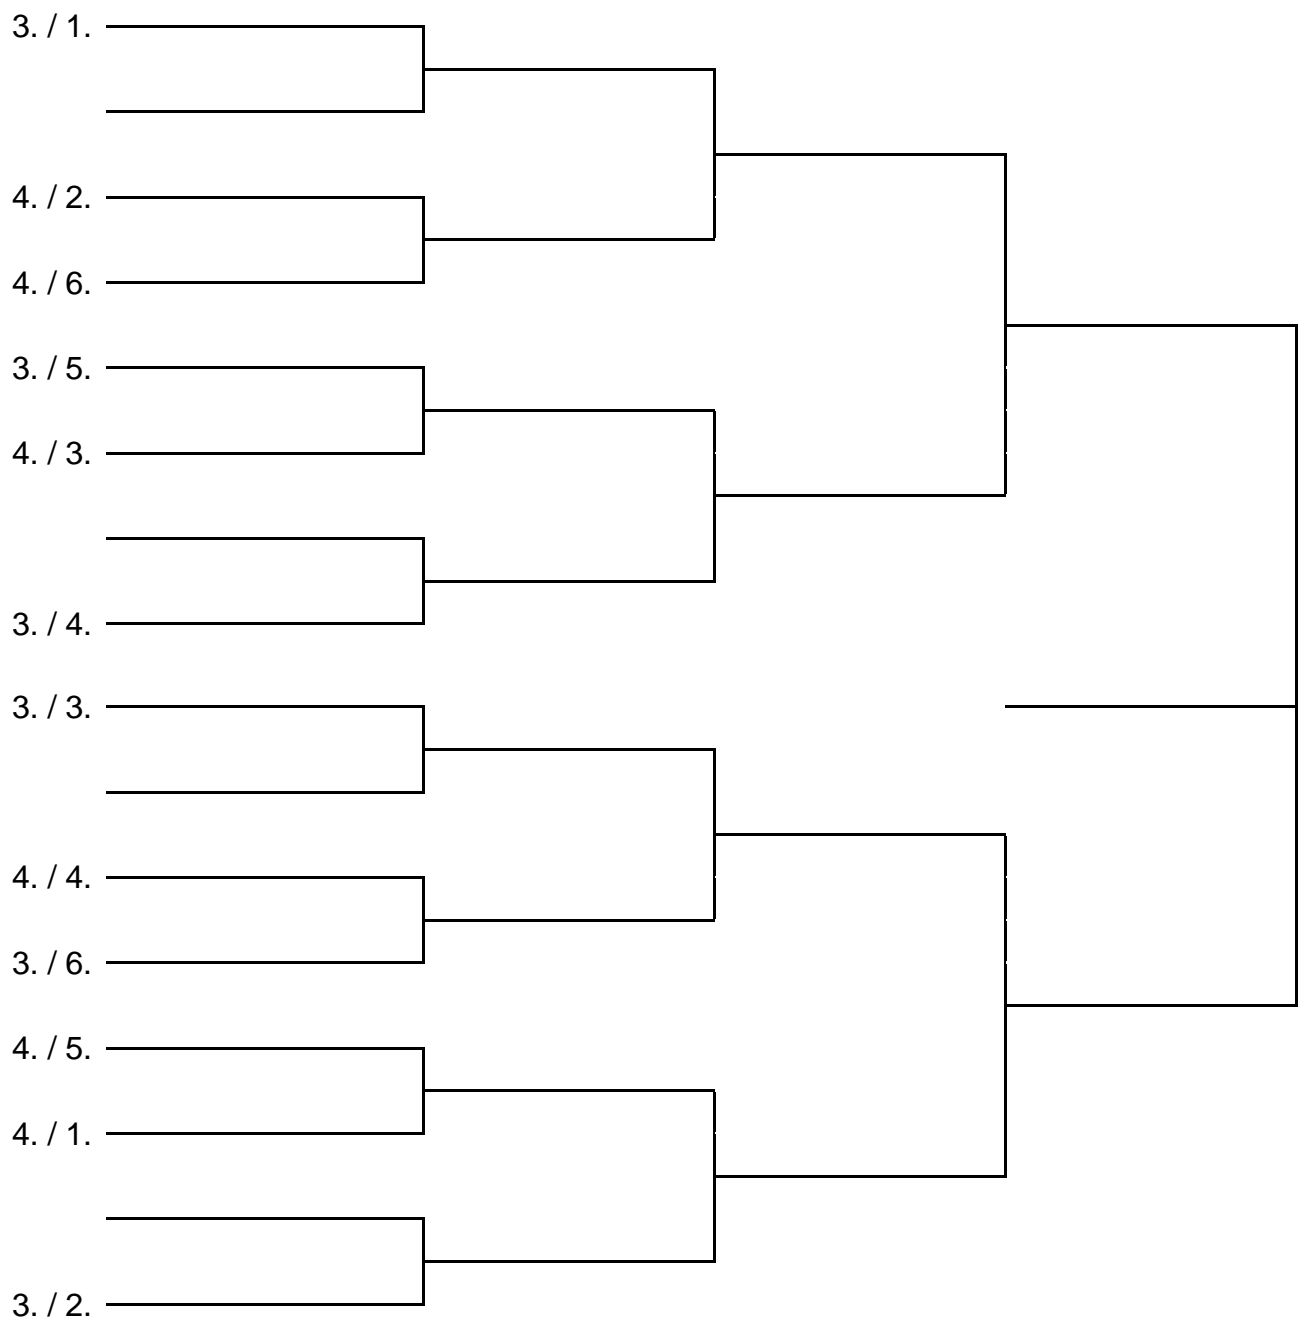 3. / 1.
4. / 2.
4. / 6.
3. / 5.
4. / 3.
3. / 4.
3. / 3.
4. / 4.
3. / 6.
4. / 5.
4. / 1.
3. / 2.